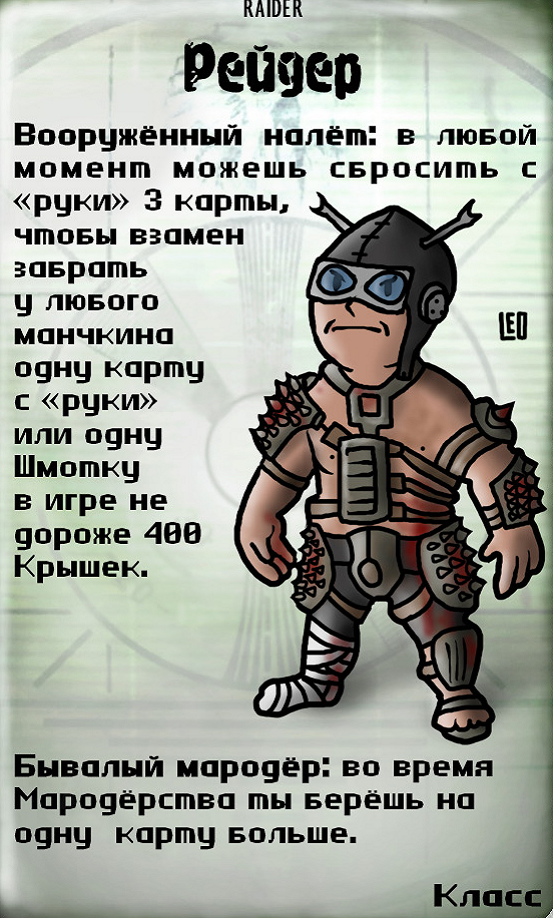 RAIDER
Рейдер
Вооружённый налёт: в любой
момент можешь сбросить с
«руки» 3 карты,
чтобы взамен
забрать
у любого
манчкина
одну карту
с «руки»
или одну
Шмотку
в игре не
дороже 400
Крышек.
LEO
Бывалый мародёр: во время
Мародёрства ты берёшь на
одну карту больше.
Класс